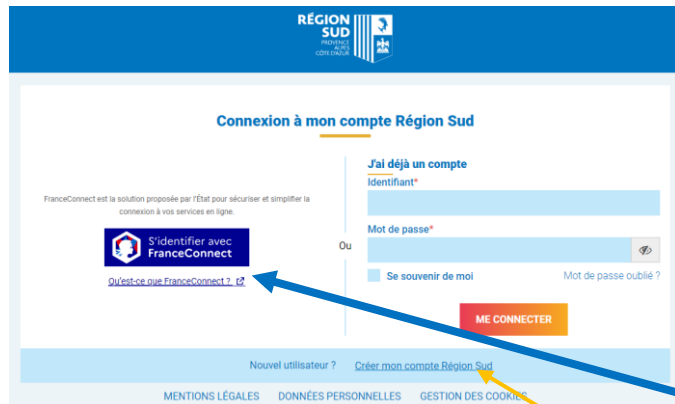 RÉGION
SUD
PROVENCE
ALPES
CÔTE D'AZUR
Connexion à mon compte Région Sud
FranceConnect est la solution proposée par l'État pour sécuriser et simplifier la
connexion à vos services en ligne.
S'identifier avec
FranceConnect
Qu'est-ce que FranceConnect ?
Ou
J'ai déjà un compte
Identifiant*
Mot de passe*
Se souvenir de moi
Mot de passe oublié ?
ME CONNECTER
Nouvel utilisateur ?
Créer mon compte Région Sud
MENTIONS LÉGALES
DONNÉES PERSONNELLES
GESTION DES COOKIES